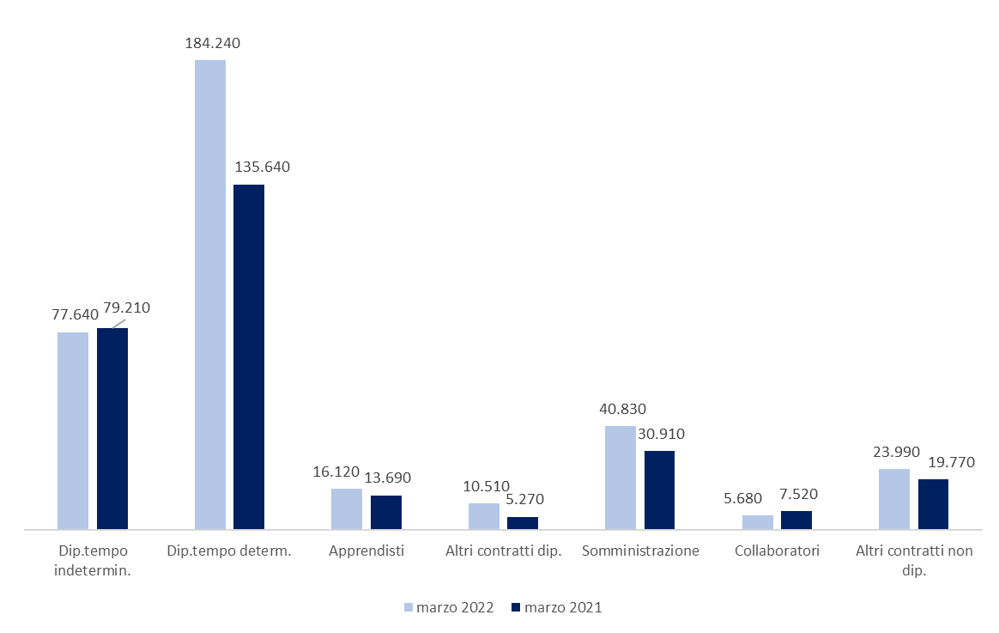 184.240
135.640
77.640
79.210
40.830
30.910
16.120
13.690
10.510
5.270
5.680
7.520
23.990
19.770
Dip.tempo
indetermin.
Dip.tempo determ.
Apprendisti
Altri contratti dip.
Somministrazione
Collaboratori
Altri contratti non
dip.
marzo 2022
marzo 2021